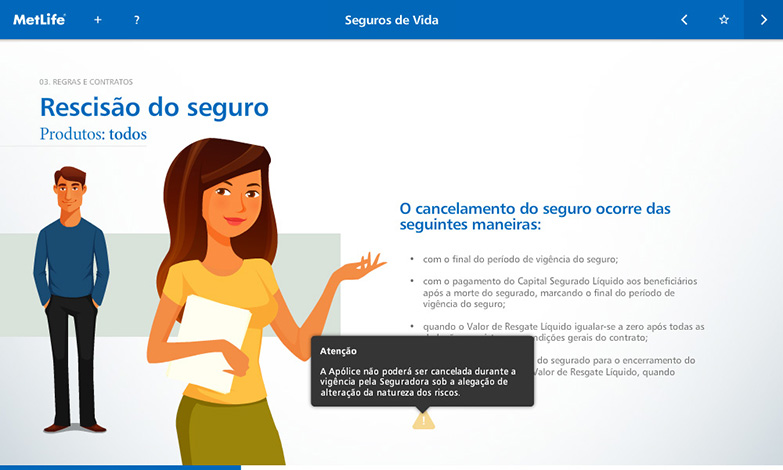 MetLife
+
?
Seguros de Vida
03. REGRAS E CONTRATOS
Rescisão do seguro
Produtos: todos
O cancelamento do seguro ocorre das
seguintes maneiras:
• com o final do período de vigência do seguro;
• com o pagamento do Capital Segurado Líquido aos beneficiários
após a morte do segurado, marcando o final do período de
vigência do seguro;
• quando o Valor de Resgate Líquido igualar-se a zero após todas as
condições gerais do contrato;
do segurado para o encerramento do
Valor de Resgate Líquido, quando
Atenção
A Apólice não poderá ser cancelada durante a
vigência pela Seguradora sob a alegação de
alteração da natureza dos riscos.
!